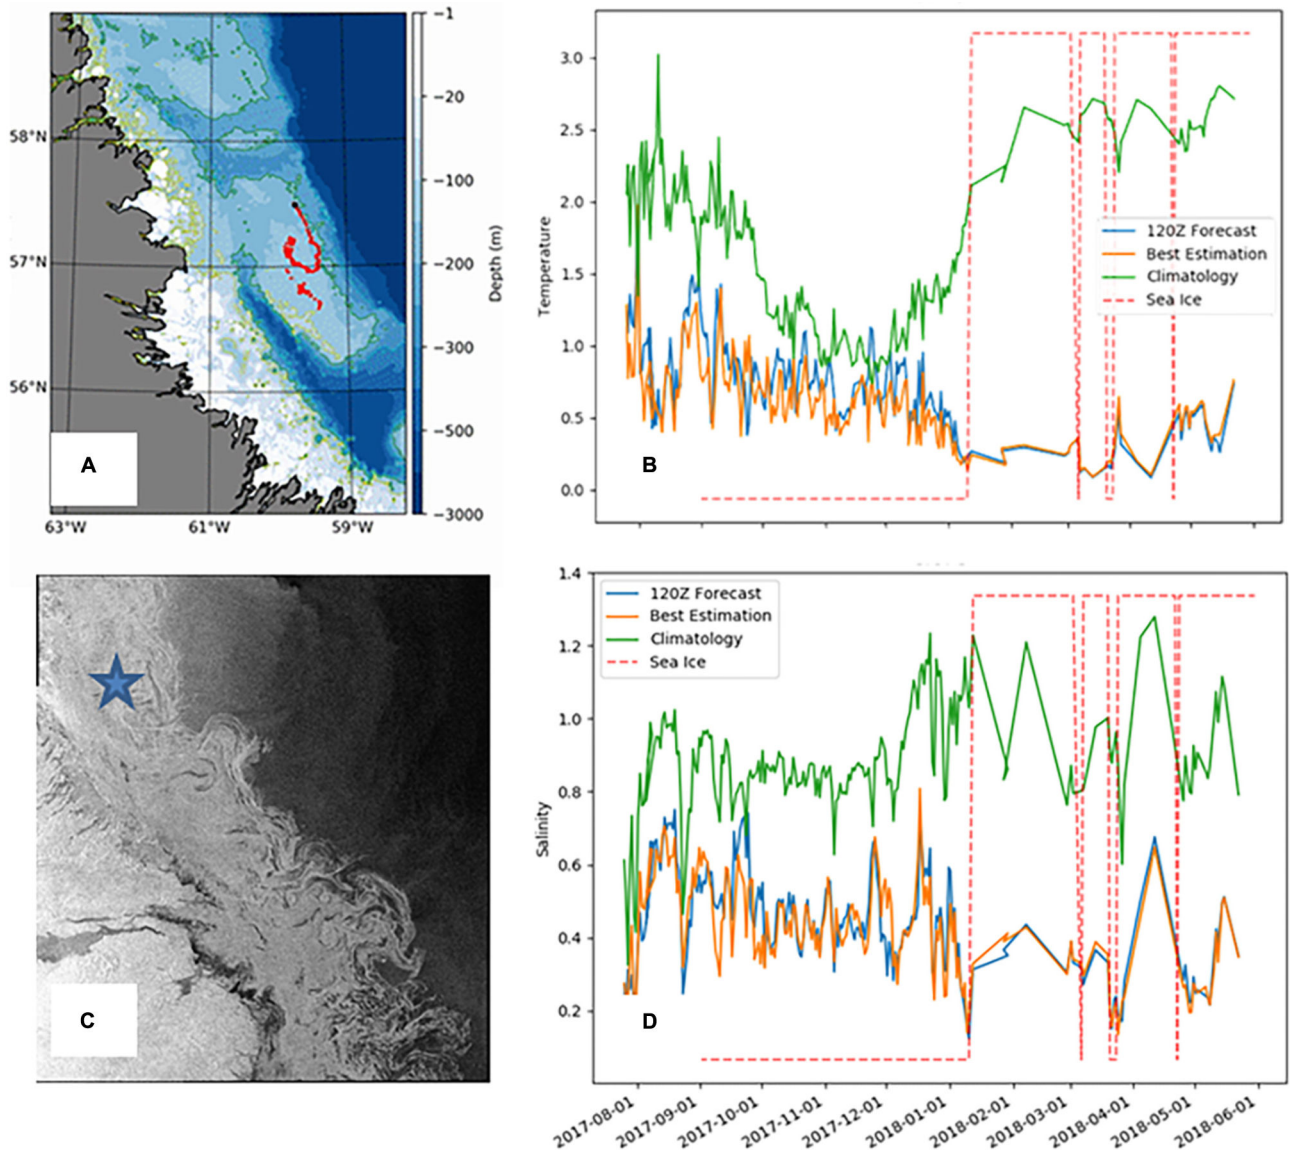 58°N
57°N
56°N
63°W
61°W
59°W
A
−1
−20
−100
−200
−300
−500
−3000
Depth (m)
B
Temperature
3.0
2.5
2.0
1.5
1.0
0.5
0.0
120Z Forecast
Best Estimation
Climatology
Sea Ice
C
D
Salinity
1.4
1.2
1.0
0.8
0.6
0.4
0.2
120Z Forecast
Best Estimation
Climatology
Sea Ice
2017-08-01
2017-09-01
2017-10-01
2017-11-01
2017-12-01
2018-01-01
2018-02-01
2018-03-01
2018-04-01
2018-05-01
2018-06-01